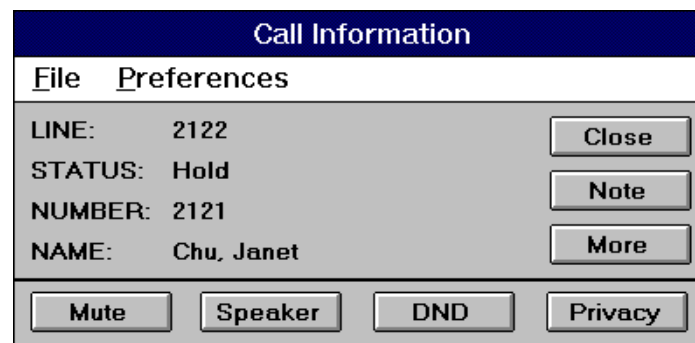 Call Information
File Preferences
LINE: 2122
Close
STATUS: Hold
Note
NUMBER: 2121
NAME: Chu, Janet
More
Mute Speaker DND Privacy